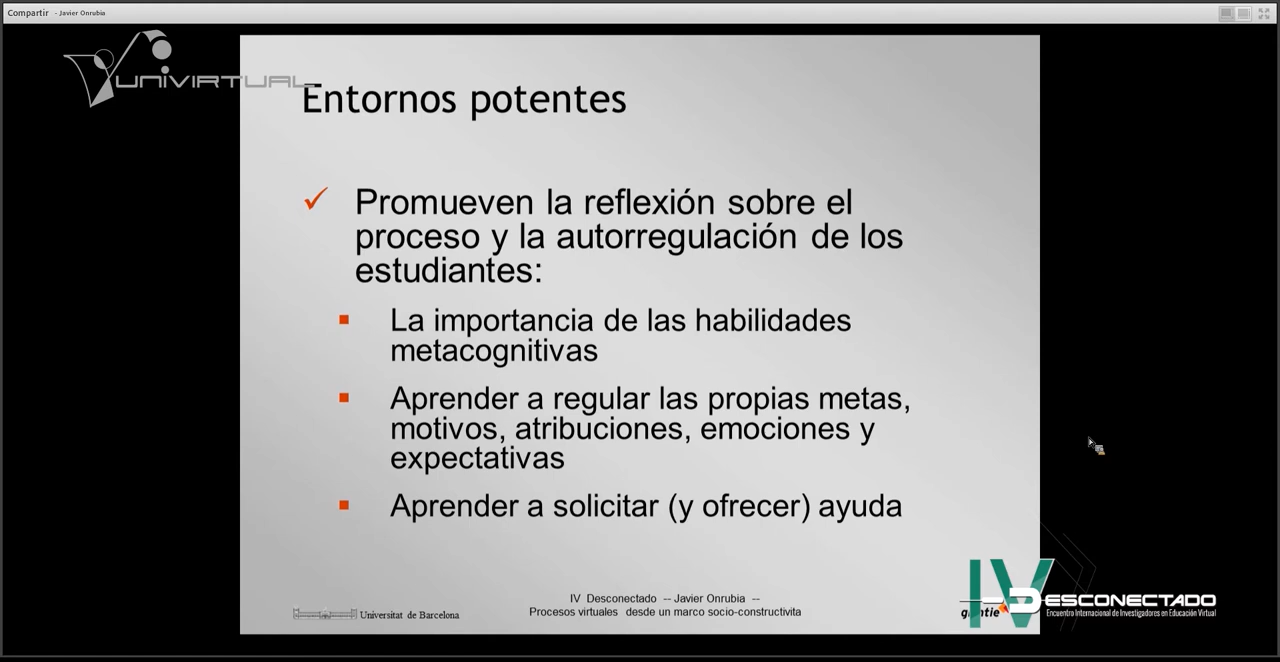 Compartir - Javier Onrubia
UNIVIRTUAL
Entornos potentes
Promueven la reflexión sobre el
proceso y la autorregulación de los
estudiantes:
La importancia de las habilidades
metacognitivas
Aprender a regular las propias metas,
motivos, atribuciones, emociones y
expectativas
Aprender a solicitar (y ofrecer) ayuda
Universitat de Barcelona
IV Desconectado -- Javier Onrubia --
Procesos virtuales desde un marco socio-constructivita
IV
DESCONECTADO
Encuentro Internacional de Investigadores en Educación Virtual